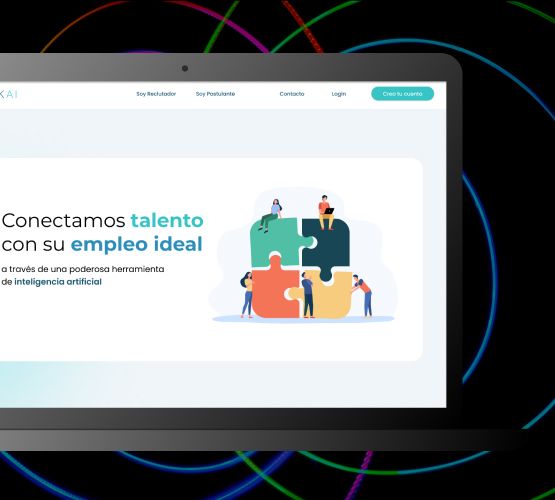 KAI
Soy Reclutador Soy Postulante Contacto Login Crea tu cuenta
Conectamos talento
con su empleo ideal
a través de una poderosa herramienta
de inteligencia artificial